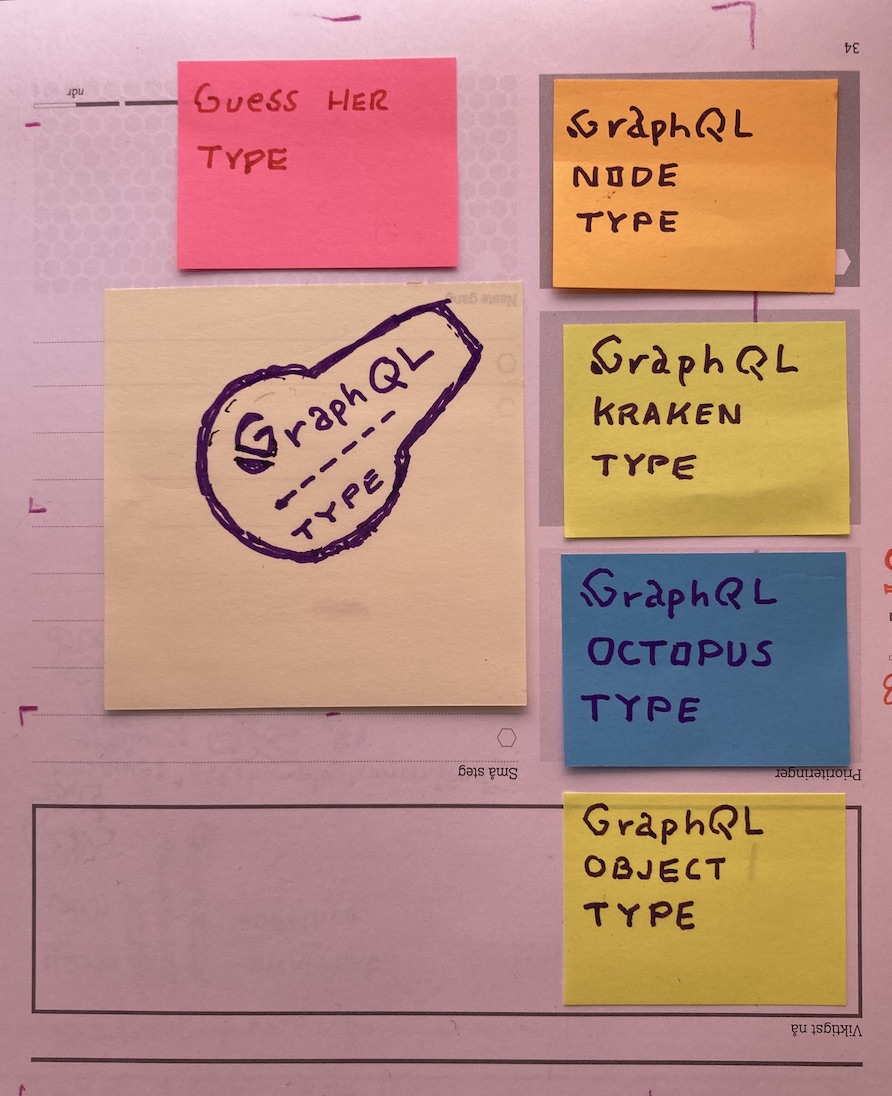 34
ndr
Guess HER
TYPE
GraphQL
NODE
TYPE
Neste gang
GraphQL
TYPE
GraphQL
KRAKEN
TYPE
GraphQL
OCTOPUS
TYPE
Små steg
Prioriteringer
GraphQL
OBJECT
TYPE
Viktigst nå